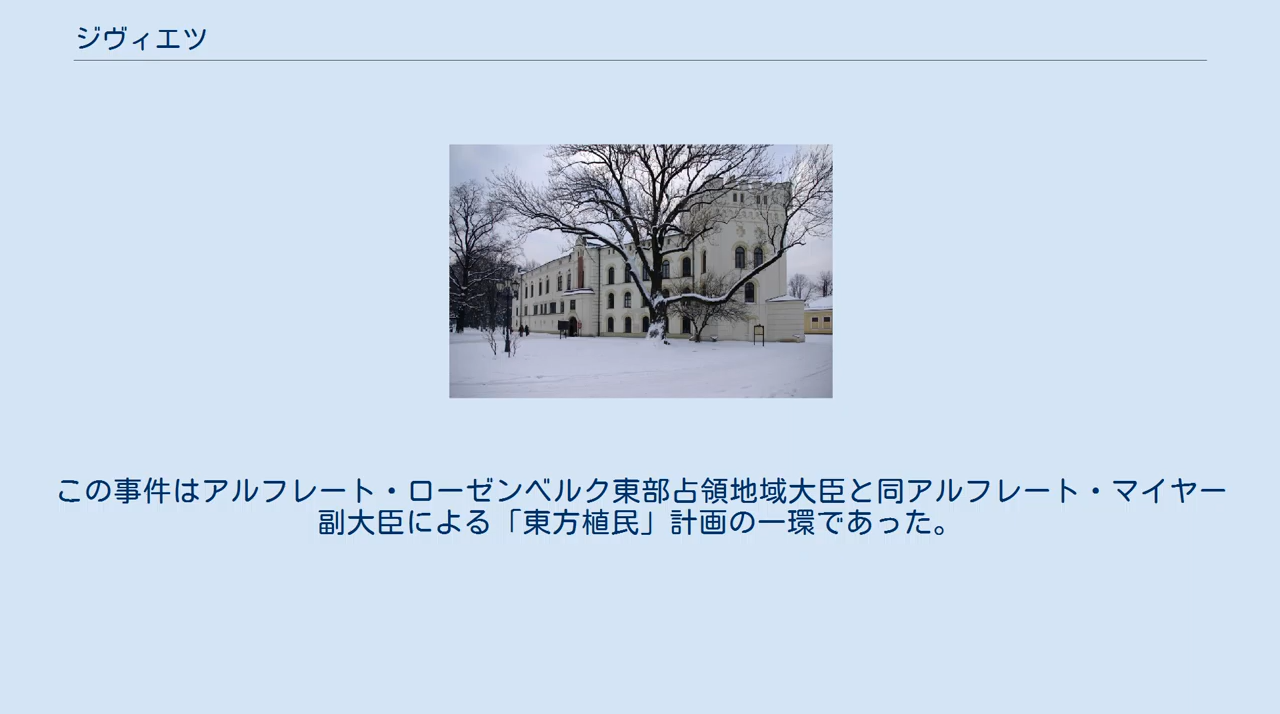 ジヴィエツ
この事件はアルフレート・ローゼンベルク東部占領地域大臣と同アルフレート・マイヤー
副大臣による「東方植民」計画の一環であった。